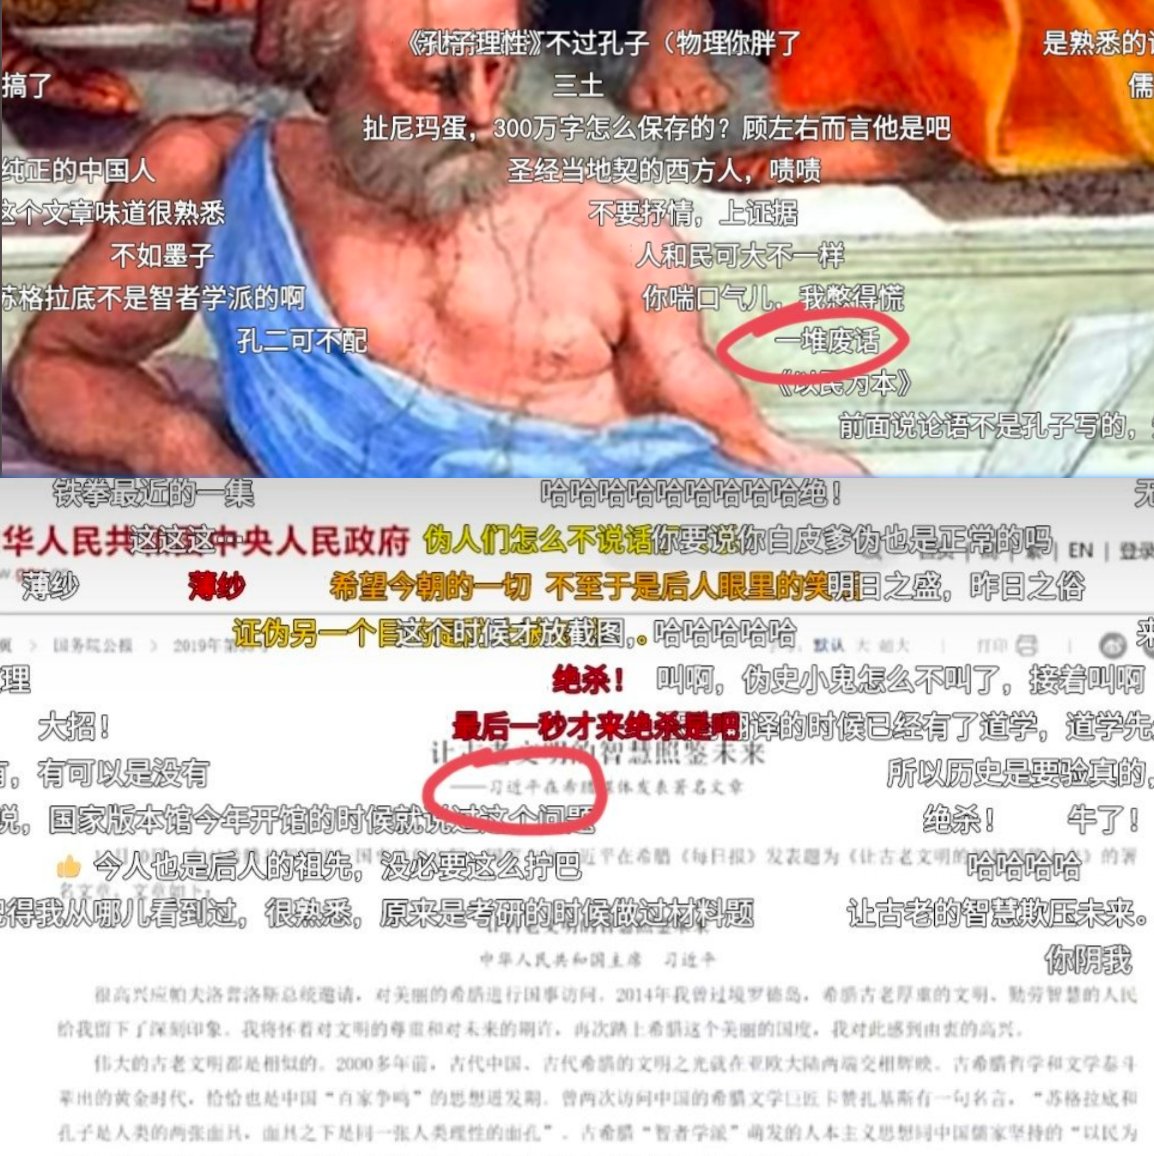 《孔子理性》不过孔子（物理你胖了
是熟悉的
搞了
三土
儒
扯尼玛蛋，300万字怎么保存的？顾左右而言他是吧
纯正的中国人
圣经当地契的西方人，啧啧
这个文章味道很熟悉
不要抒情，上证据
不如墨子
人和民可大不一样
苏格拉底不是智者学派的啊
你喘口气儿，我憋得慌
孔二可不配
一堆废话
《以民为本》
前面说论语不是孔子写的，
铁拳最近的一集
哈哈哈哈哈哈哈哈哈绝！
无
华人民共 中央人民政府
这这这…
伪人们怎么不说话
你要说你白皮爹伪也是正常的吗
EN | 登录
薄纱
薄纱
希望今朝的一切 不至于是后人眼里的笑
明日之盛，昨日之俗
证伪另一个目
这个时候才放截图，。
哈哈哈哈哈
来
国务院公报 > 2019年第
默认 大 超大 | 打印 |
理
绝杀！
叫啊，伪史小鬼怎么不叫了，接着叫啊
大招！
最后一秒才来绝杀是吧
翻译的时候已经有了道学，道学先
让古老文明的智慧照鉴未来
有，有可以是没有
——习近平在希腊媒体发表署名文章
所以历史是要验真的，
说，国家版本馆今年开馆的时候就说过这个问题
绝杀！
牛了！
近平在希腊《每日报》发表题为《让古老文明的 的署
👍 今人也是后人的祖先，没必要这么拧巴
哈哈哈哈
名文章，文章如下：
记得我从哪儿看到过，很熟悉，原来是考研的时候做过材料题
让古老的智慧欺压未来。
中华人民共和国主席 习近平
你阴我
很高兴应帕夫洛普洛斯总统邀请，对美丽的希腊进行国事访问。2014年我曾过境罗德岛，希腊古老厚重的文明、勤劳智慧的人民
给我留下了深刻印象。我将怀着对文明的尊重和对未来的期许，再次踏上希腊这个美丽的国度，我对此感到由衷的高兴。
伟大的古老文明都是相似的。2000多年前，古代中国、古代希腊的文明之光就在亚欧大陆两端交相辉映。古希腊哲学和文学泰斗
辈出的黄金时代，恰恰也是中国“百家争鸣”的思想迸发期。曾两次访问中国的希腊文学巨匠卡赞扎基斯有一句名言，“苏格拉底和
孔子是人类的两张面具，面具之下是同一张人类理性的面孔”。古希腊“智者学派”萌发的人本主义思想同中国儒家坚持的“以民为